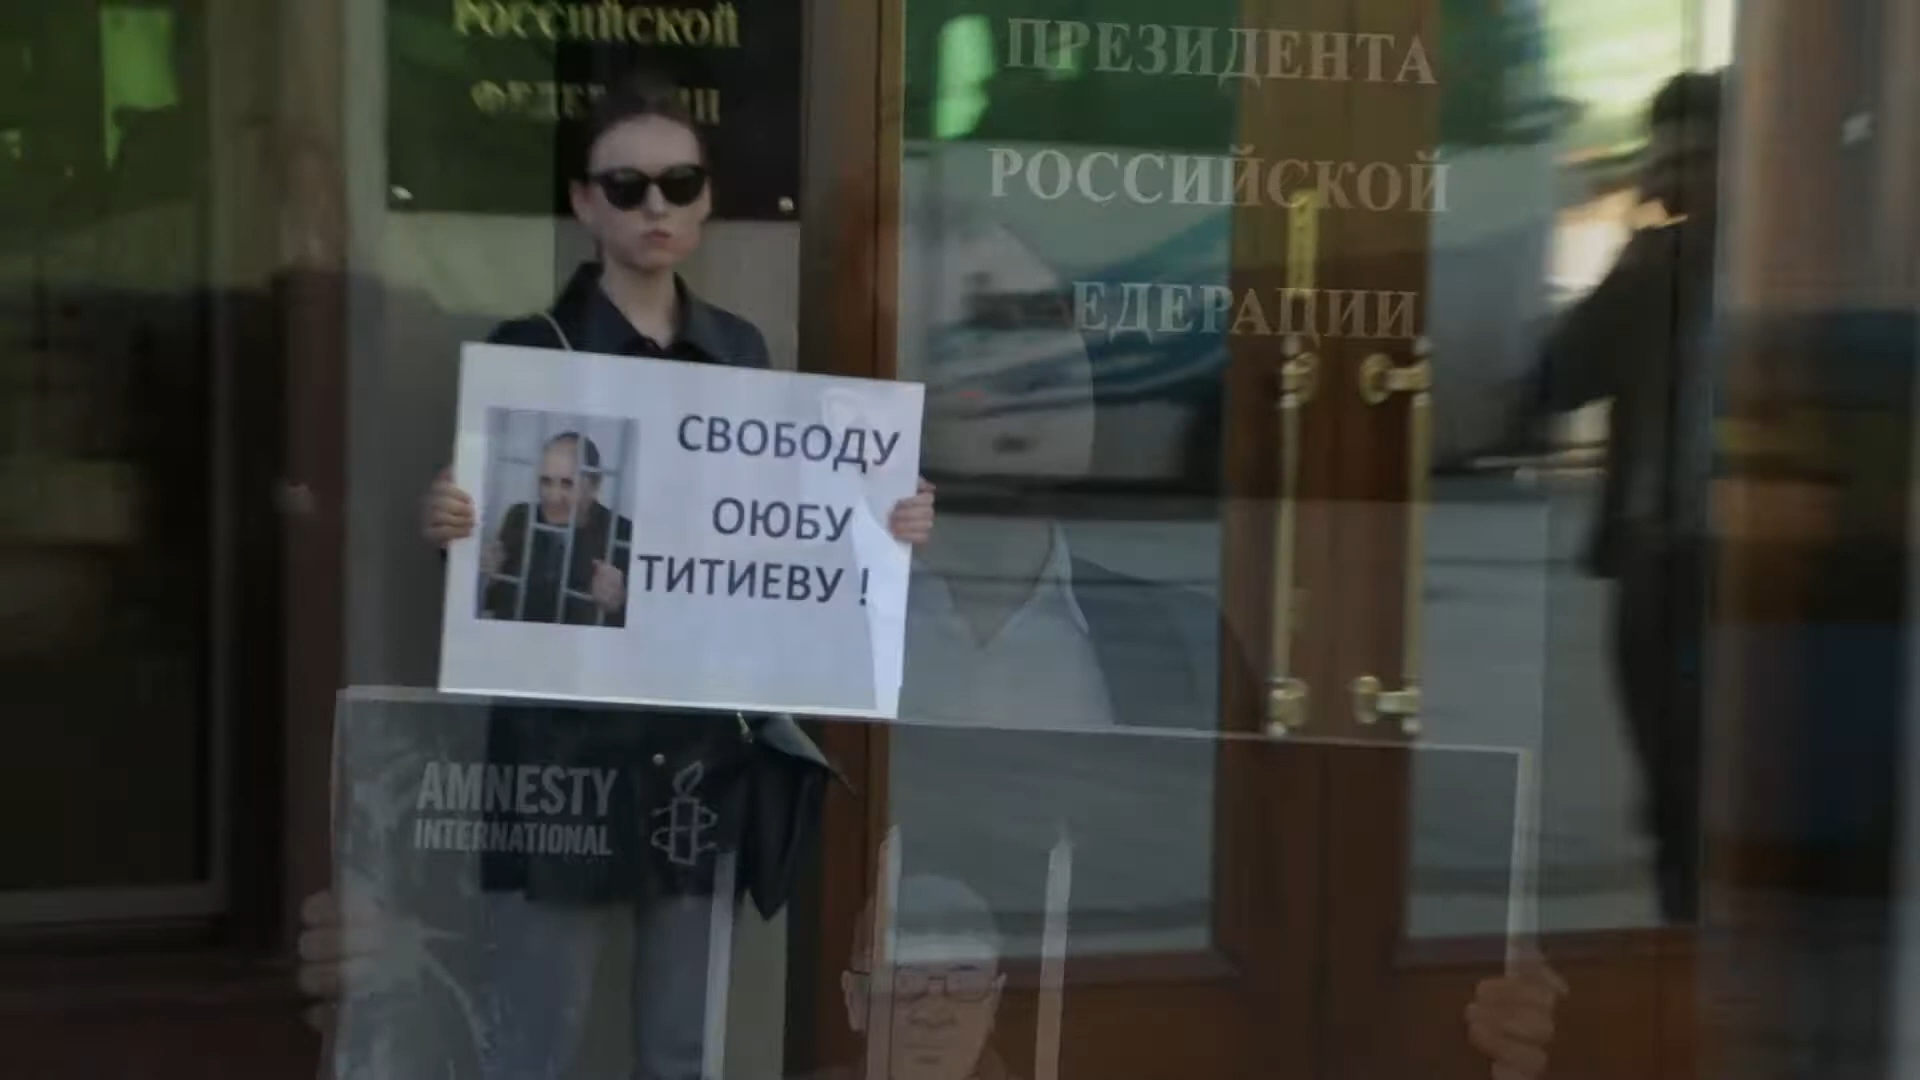 РОССИЙСКОЙ
ПРЕЗИДЕНТА
РОССИЙСКОЙ
ЕДЕРАЦИИ
СВОБОДУ
ОЮБУ
ТИТИЕВУ !
AMNESTY
INTERNATIONAL